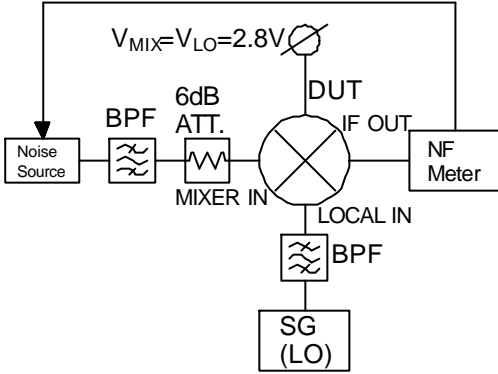 V_MIX=V_LO=2.8V
DUT
6dB
ATT.
BPF
IF OUT
Noise
Source
NF
Meter
MIXER IN
LOCAL IN
BPF
SG
(LO)